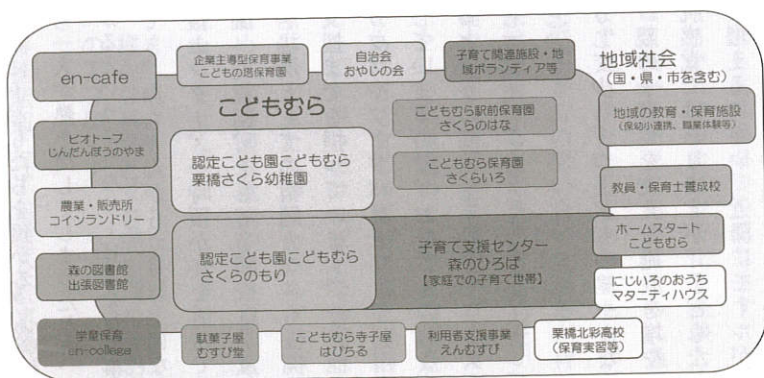 en-cafe
企業主導型保育事業
こどもの塔保育園
自治会
おやじの会
子育て関連施設・地
域ボランティア等
地域社会
(国・県・市を含む)
こどもむら
ビオトープ
じんだんぼうのやま
認定こども園こどもむら
栗橋さくら幼稚園
こどもむら駅前保育園
さくらのはな
こどもむら保育園
さくらいろ
地域の教育・保育施設
(保幼小連携、職業体験等)
農業・販売所
コインランドリー
教員・保育士養成校
認定こども園こどもむら
さくらのもり
子育て支援センター
森のひろば
【家庭での子育て世帯】
ホームスタート
こどもむら
森の図書館
出張図書館
にじいろのおうち
マタニティハウス
学童保育
en-college
駄菓子屋
むすび堂
こどもむら寺子屋
はぴちる
利用者支援事業
えんむすび
栗橋北彩高校
(保育実習等)